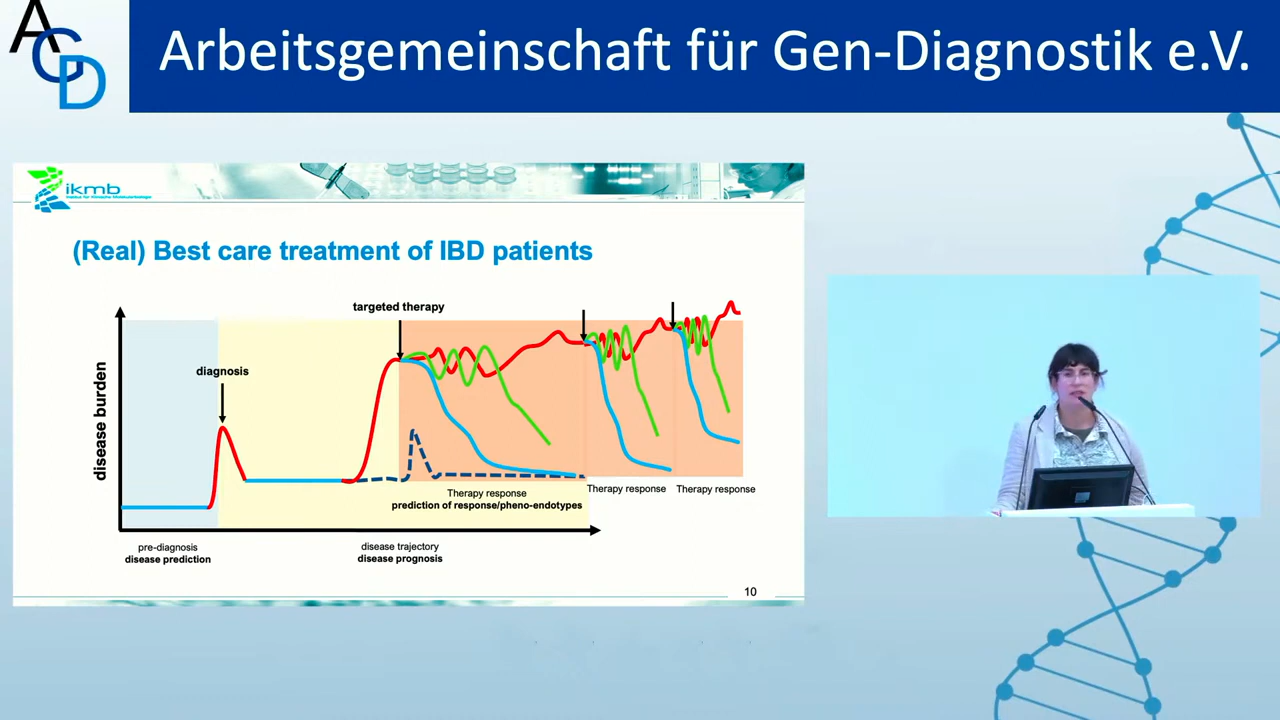 AGD
Arbeitsgemeinschaft für Gen-Diagnostik e.V.
ikmb
(Real) Best care treatment of IBD patients
targeted therapy
diagnosis
disease burden
Therapy response
prediction of response/pheno-endotypes
Therapy response
Therapy response
pre-diagnosis
disease prediction
disease trajectory
disease prognosis
10